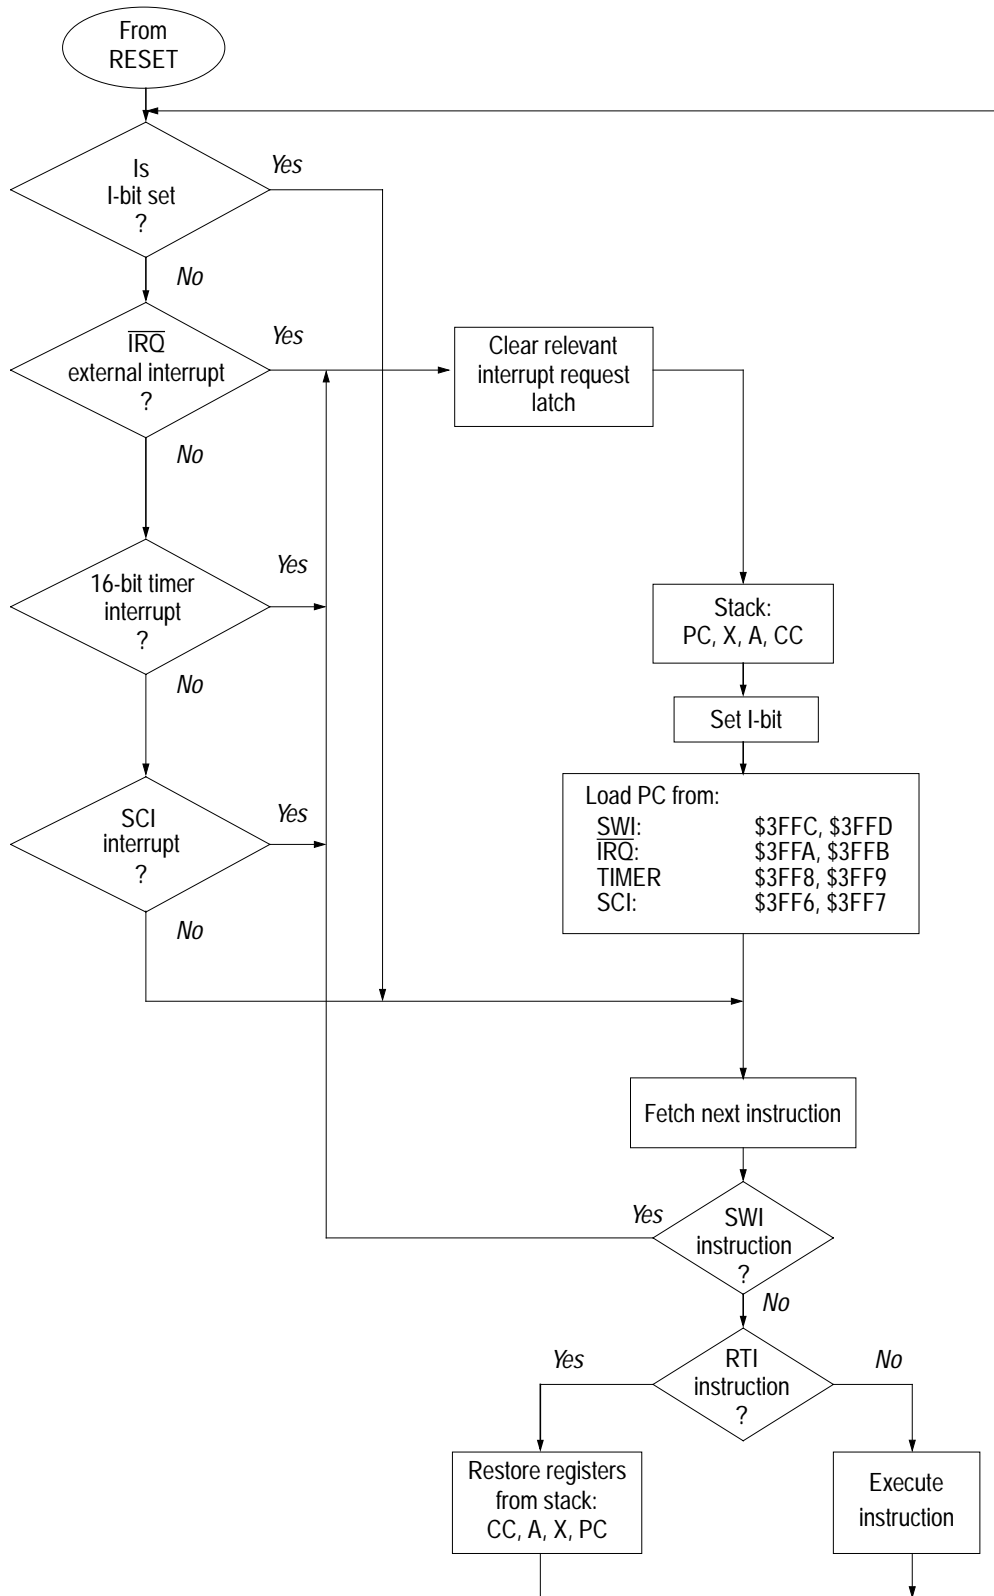 From
RESET
Is
I-bit set
?
Yes
No
IRQ
external interrupt
?
Yes
No
Clear relevant
interrupt request
latch
16-bit timer
interrupt
?
Yes
No
Stack:
PC, X, A, CC
Set I-bit
SCI
interrupt
?
Yes
No
Load PC from:
SWI: $3FFC, $3FFD
IRQ: $3FFA, $3FFB
TIMER $3FF8, $3FF9
SCI: $3FF6, $3FF7
Fetch next instruction
SWI
instruction
?
Yes
No
RTI
instruction
?
Yes
No
Restore registers
from stack:
CC, A, X, PC
Execute
instruction